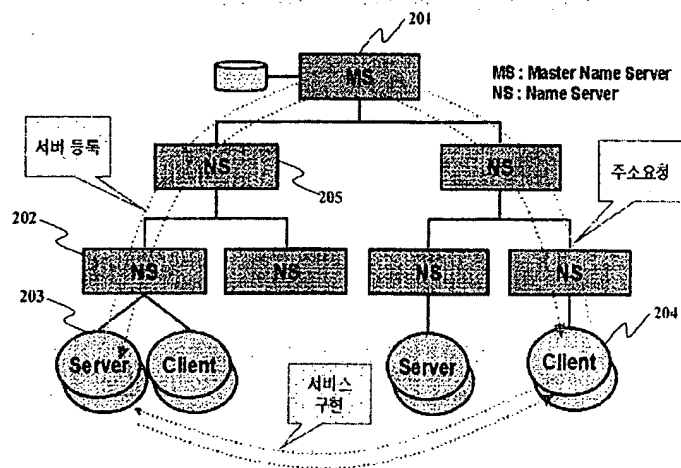 201
MS
MS : Master Name Server
NS : Name Server
서버 등록
NS
205
NS
주소요청
202
NS
NS
NS
NS
203
204
Server
Client
Server
Client
서비스
구현